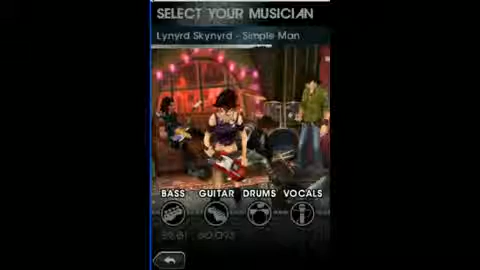 SELECT YOUR MUSICIAN
Lynyrd Skynyrd - Simple Man
BASS GUITAR DRUMS VOCALS